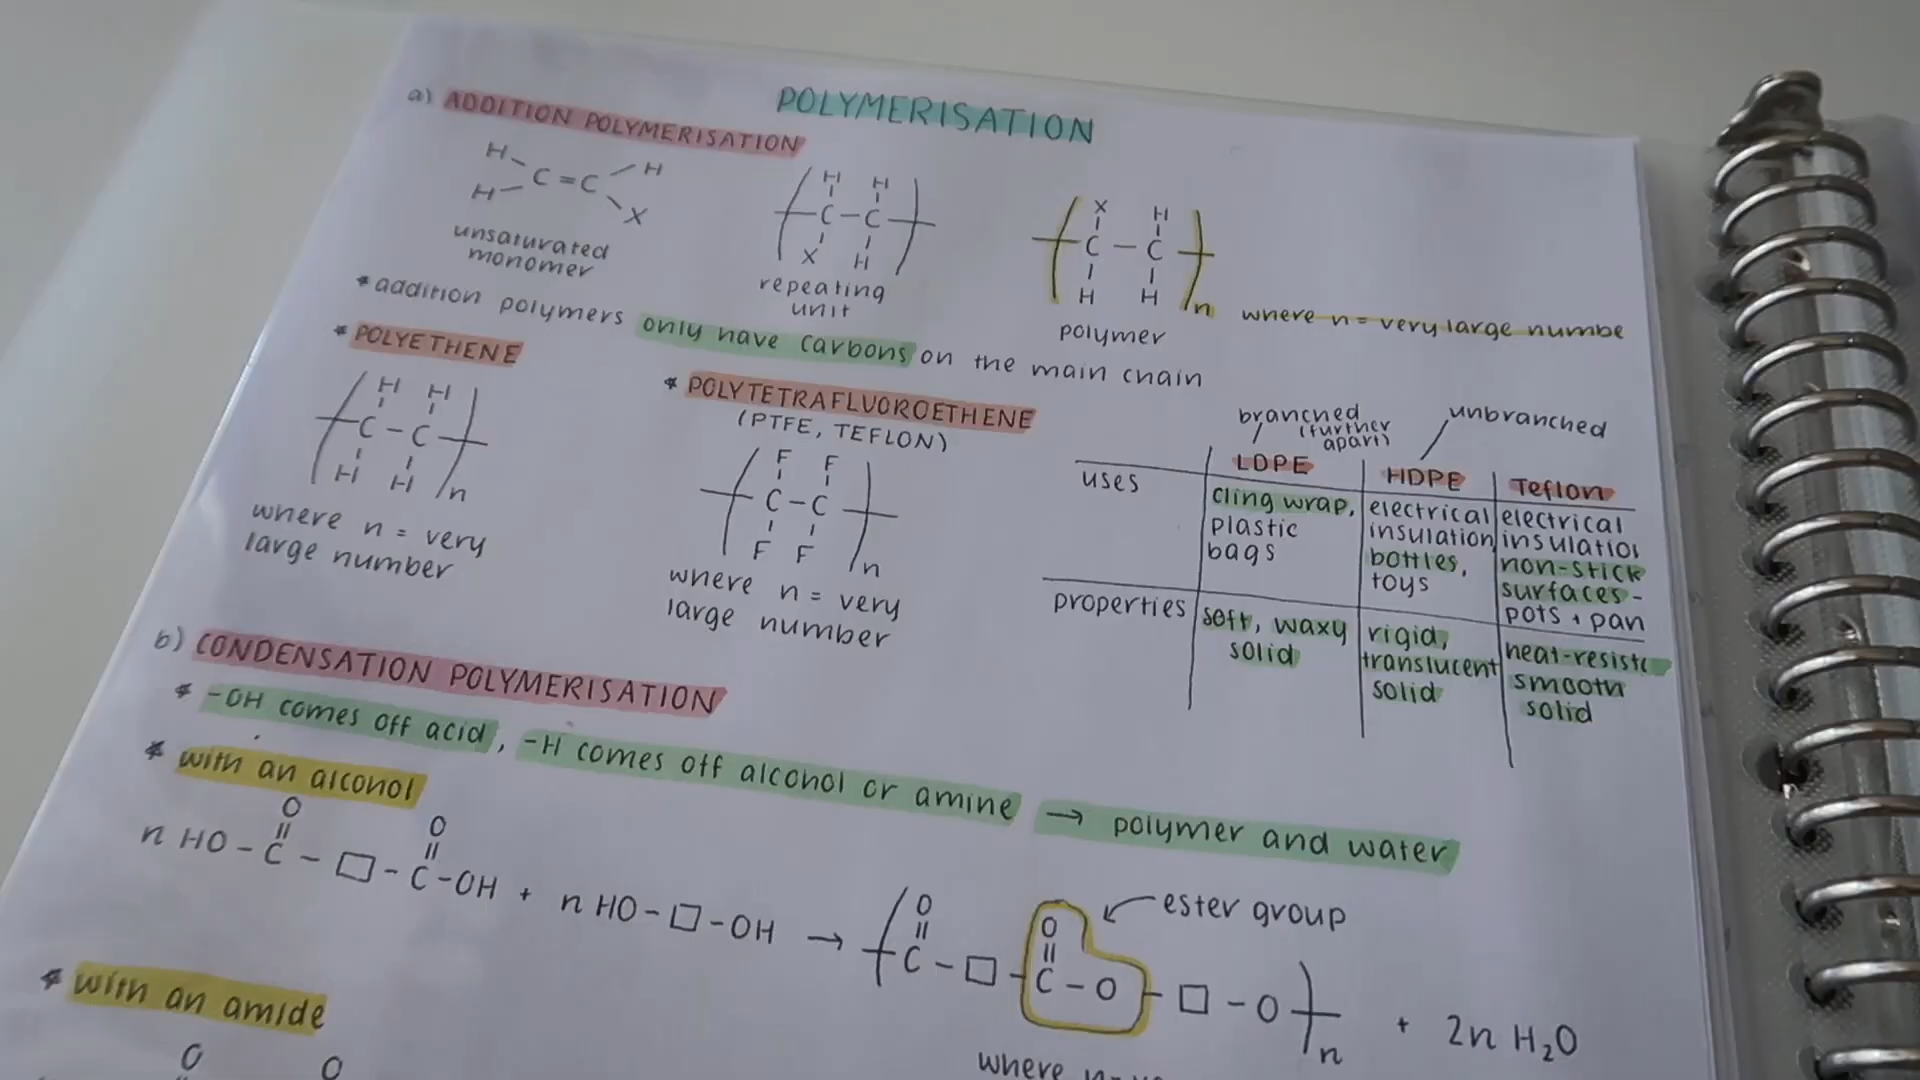 POLYMERISATION
a) ADDITION POLYMERISATION
H H
C=C
H X
unsaturated
monomer
H H
C-C
X H
repeating
unit
X H
C-C
H H
n
polymer
where n = very large numbe
* addition polymers only have carbons on the main chain
* POLYETHENE
H H
C-C
H H
n
where n = very
large number
* POLYTETRAFLUOROETHENE
(PTFE, TEFLON)
F F
C-C
F F
n
where n = very
large number
branched
(further
apart)
unbranched
LDPE HDPE Teflon
uses
cling wrap,
plastic
bags
electrical
insulation
bottles,
toys
electrical
insulation
non-stick
surfaces-
pots + pan
properties
soft, waxy
solid
rigid,
translucent
solid
heat-resist
smooth
solid
b) CONDENSATION POLYMERISATION
* -OH comes off acid, -H comes off alcohol or amine → polymer and water
* with an alcohol
O O
|| ||
n HO-C-□-C-OH + n HO-□-OH →
O O
|| ||
C-□-C-O-□-O
n
+ 2n H₂O
ester group
where n
* with an amide
O O